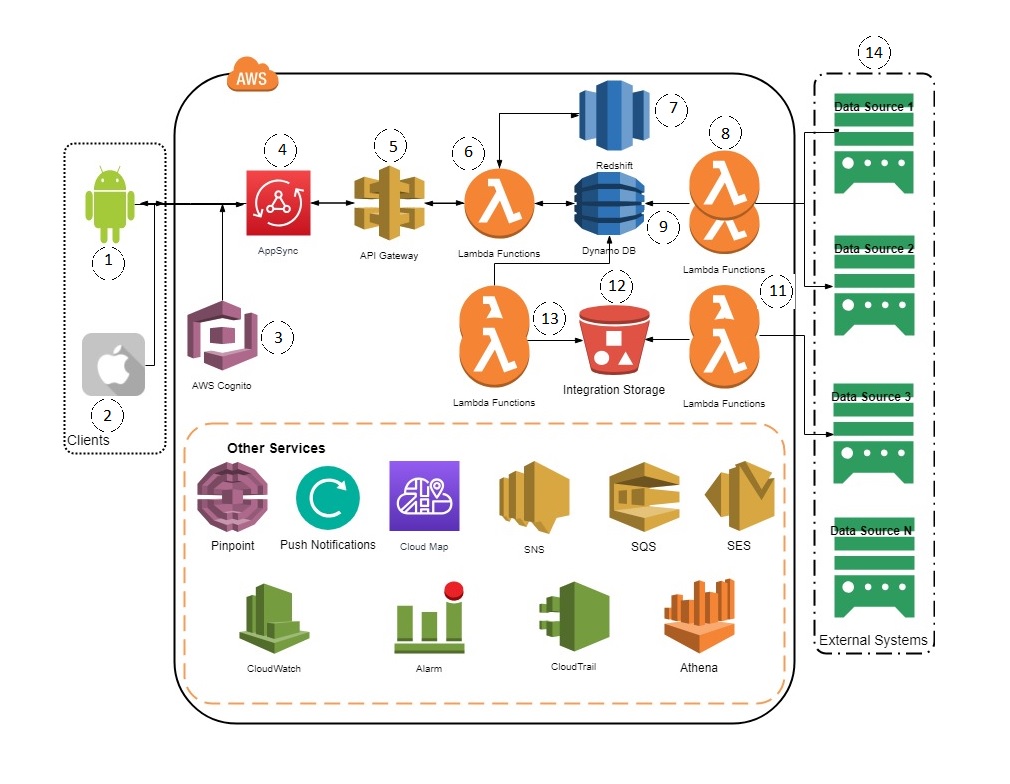 14
AWS
Data Source 1
7
8
4
5
6
Redshift
1
AppSync
API Gateway
Lambda Functions
Dynamo DB
9
Lambda Functions
Data Source 2
12
11
13
3
AWS Cognito
Integration Storage
Lambda Functions
Lambda Functions
Data Source 3
2
Clients
Other Services
Pinpoint
Push Notifications
Cloud Map
SNS
SQS
SES
Data Source N
CloudWatch
Alarm
CloudTrail
Athena
External Systems